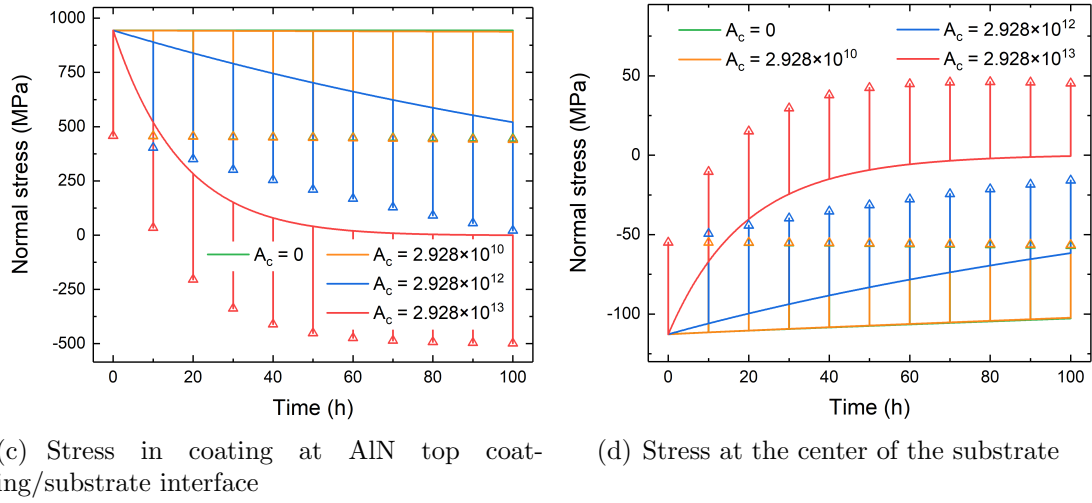 1000
750
500
250
0
-250
-500
Normal stress (MPa)
A_c = 0
A_c = 2.928×10^10
A_c = 2.928×10^12
A_c = 2.928×10^13
0 20 40 60 80 100
Time (h)
(c) Stress in coating at AlN top coat-
ing/substrate interface
50
0
-50
-100
Normal stress (MPa)
A_c = 0
A_c = 2.928×10^10
A_c = 2.928×10^12
A_c = 2.928×10^13
0 20 40 60 80 100
Time (h)
(d) Stress at the center of the substrate